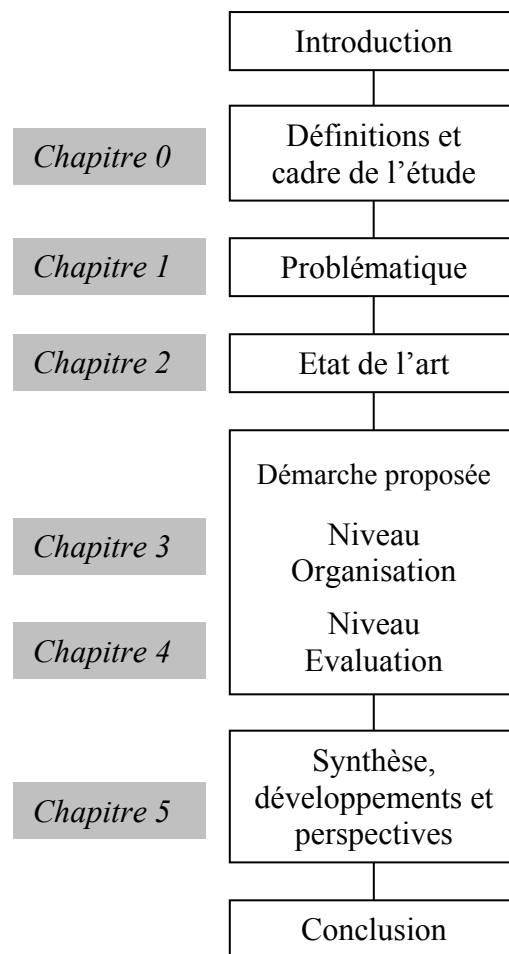 Introduction
Chapitre 0
Définitions et
cadre de l’étude
Chapitre 1
Problématique
Chapitre 2
Etat de l’art
Démarche proposée
Chapitre 3
Niveau
Organisation
Chapitre 4
Niveau
Evaluation
Chapitre 5
Synthèse,
développements et
perspectives
Conclusion